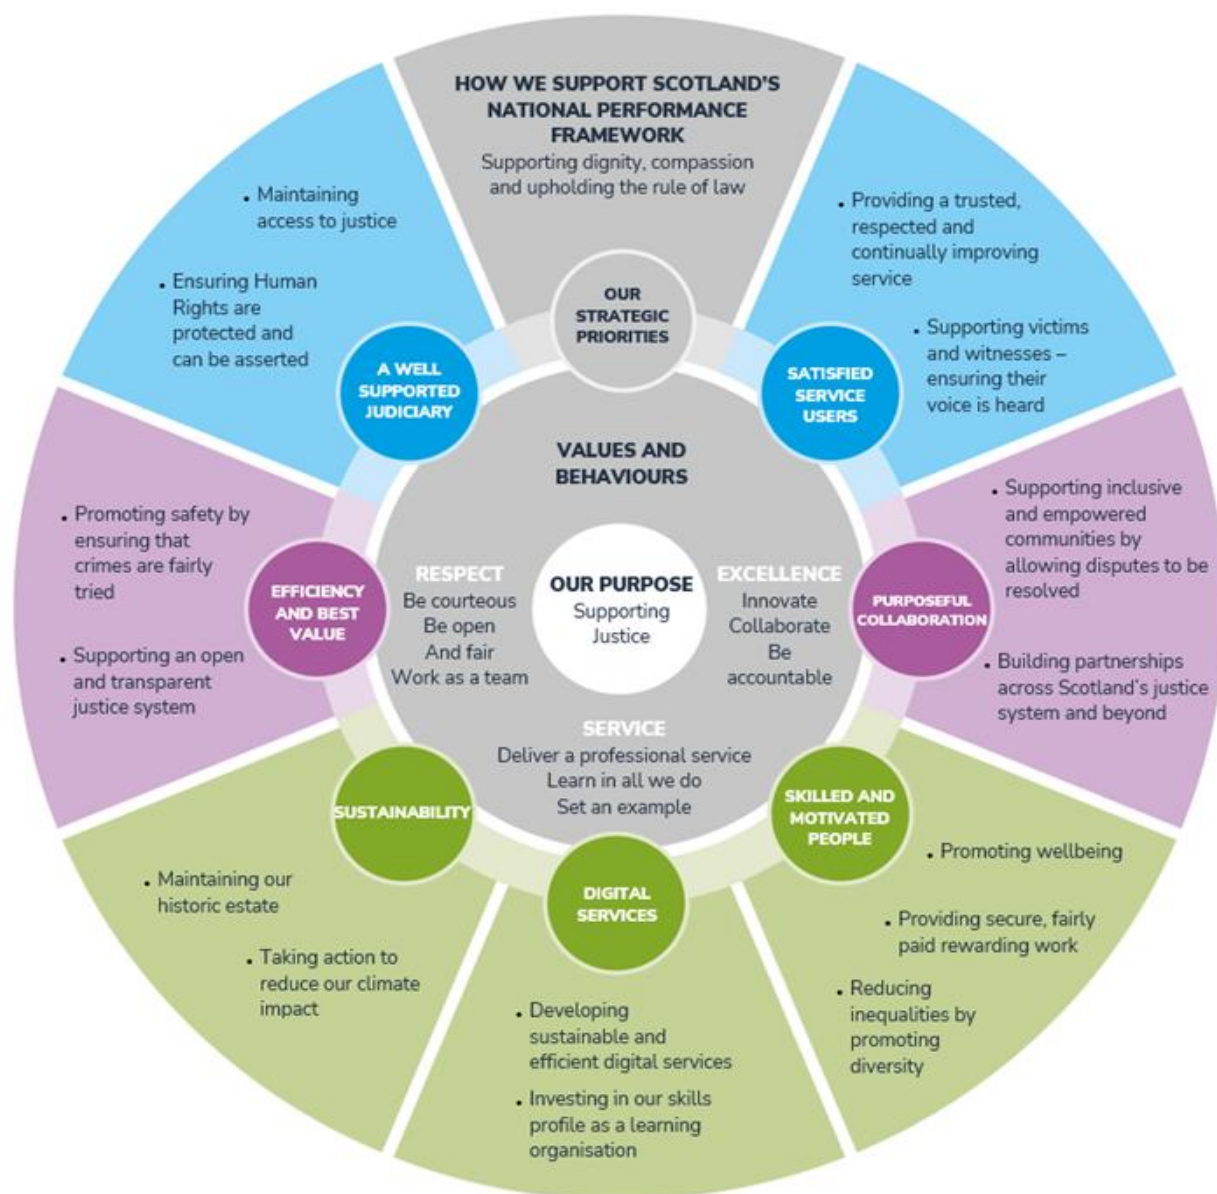 HOW WE SUPPORT SCOTLAND'S
NATIONAL PERFORMANCE
FRAMEWORK
Supporting dignity, compassion
and upholding the rule of law
OUR
STRATEGIC
PRIORITIES
• Providing a trusted,
respected and
continually improving
service
• Supporting victims
and witnesses –
ensuring their
voice is heard
SATISFIED
SERVICE
USERS
• Supporting inclusive
and empowered
communities by
allowing disputes to be
resolved
• Building partnerships
across Scotland's justice
system and beyond
PURPOSEFUL
COLLABORATION
SKILLED AND
MOTIVATED
PEOPLE
• Promoting wellbeing
• Providing secure, fairly
paid rewarding work
• Reducing
inequalities by
promoting
diversity
DIGITAL
SERVICES
• Developing
sustainable and
efficient digital services
• Investing in our skills
profile as a learning
organisation
SUSTAINABILITY
• Maintaining our
historic estate
• Taking action to
reduce our climate
impact
EFFICIENCY
AND BEST
VALUE
• Promoting safety by
ensuring that
crimes are fairly
tried
• Supporting an open
and transparent
justice system
A WELL
SUPPORTED
JUDICIARY
• Maintaining
access to justice
• Ensuring Human
Rights are
protected and
can be asserted
VALUES AND
BEHAVIOURS
RESPECT
Be courteous
Be open
And fair
Work as a team
OUR PURPOSE
Supporting
Justice
EXCELLENCE
Innovate
Collaborate
Be
accountable
SERVICE
Deliver a professional service
Learn in all we do
Set an example